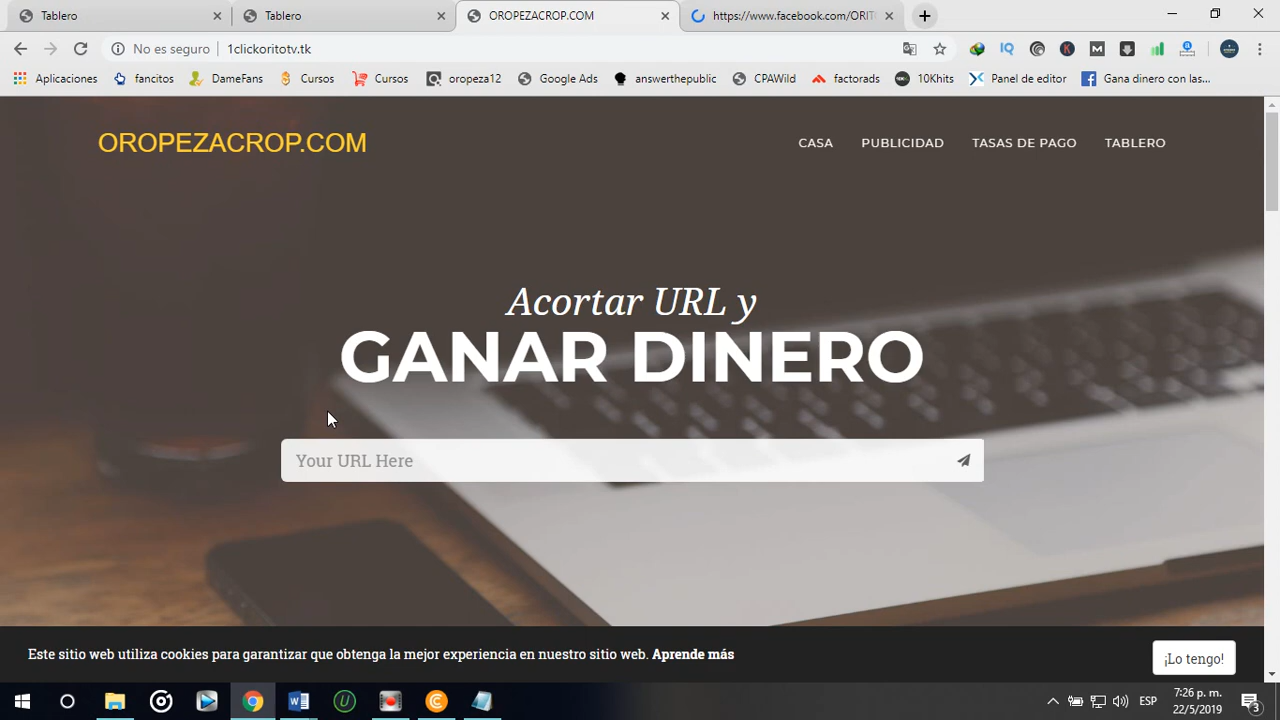 Tablero
Tablero
OROPEZACROP.COM
https://www.facebook.com/ORIT
No es seguro
1clickoritotv.tk
Aplicaciones
fancitos
DameFans
Cursos
Cursos
oropeza12
Google Ads
answerthepublic
CPAWild
factorads
10Khits
Panel de editor
Gana dinero con las...
OROPEZACROP.COM
CASA
PUBLICIDAD
TASAS DE PAGO
TABLERO
Acortar URL y
GANAR DINERO
Your URL Here
Este sitio web utiliza cookies para garantizar que obtenga la mejor experiencia en nuestro sitio web. Aprende más
¡Lo tengo!
ESP
7:26 p. m.
22/5/2019
3